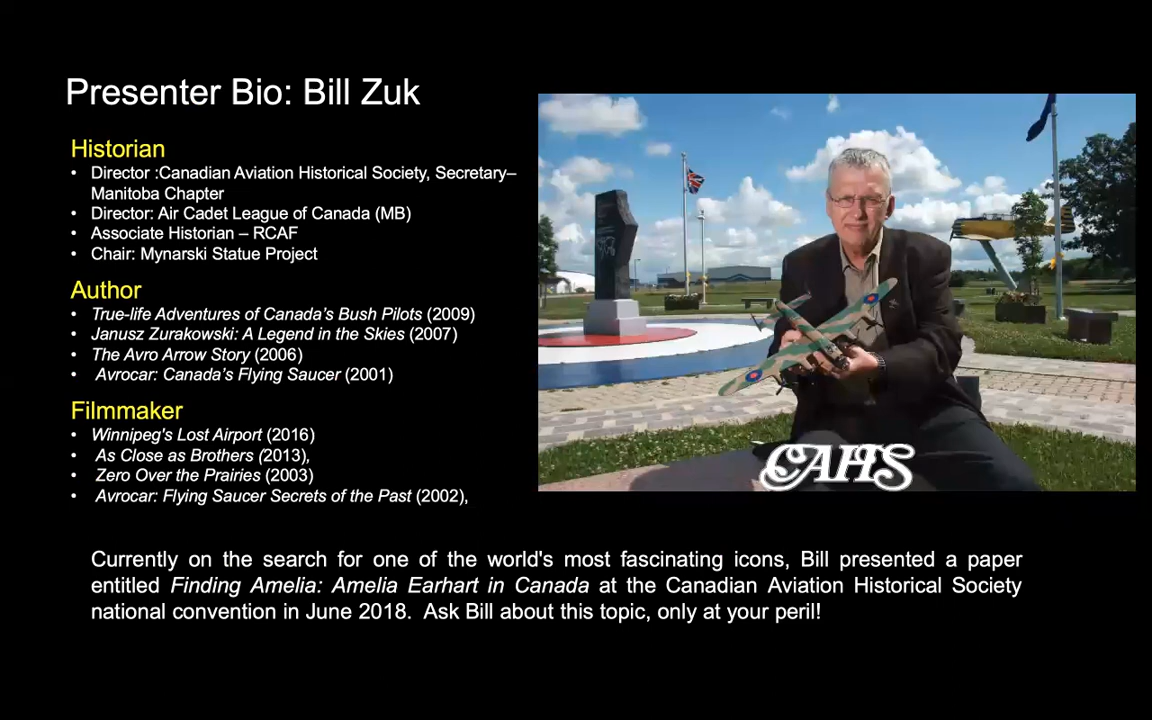 Presenter Bio: Bill Zuk
Historian
• Director :Canadian Aviation Historical Society, Secretary–
Manitoba Chapter
• Director: Air Cadet League of Canada (MB)
• Associate Historian – RCAF
• Chair: Mynarski Statue Project
Author
• True-life Adventures of Canada's Bush Pilots (2009)
• Janusz Zurakowski: A Legend in the Skies (2007)
• The Avro Arrow Story (2006)
• Avrocar: Canada's Flying Saucer (2001)
Filmmaker
• Winnipeg's Lost Airport (2016)
• As Close as Brothers (2013),
• Zero Over the Prairies (2003)
• Avrocar: Flying Saucer Secrets of the Past (2002),
CAHS
Currently on the search for one of the world's most fascinating icons, Bill presented a paper
entitled Finding Amelia: Amelia Earhart in Canada at the Canadian Aviation Historical Society
national convention in June 2018. Ask Bill about this topic, only at your peril!